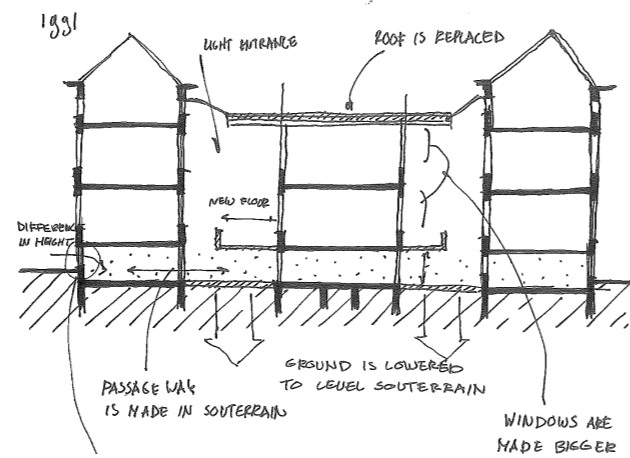 1991
LIGHT ENTRANCE
ROOF IS REPLACED
NEW FLOOR
DIFFERENCE
IN HEIGHT
GROUND IS LOWERED
TO LEVEL SOUTERRAIN
PASSAGE WAY
IS MADE IN SOUTERRAIN
WINDOWS ARE
MADE BIGGER